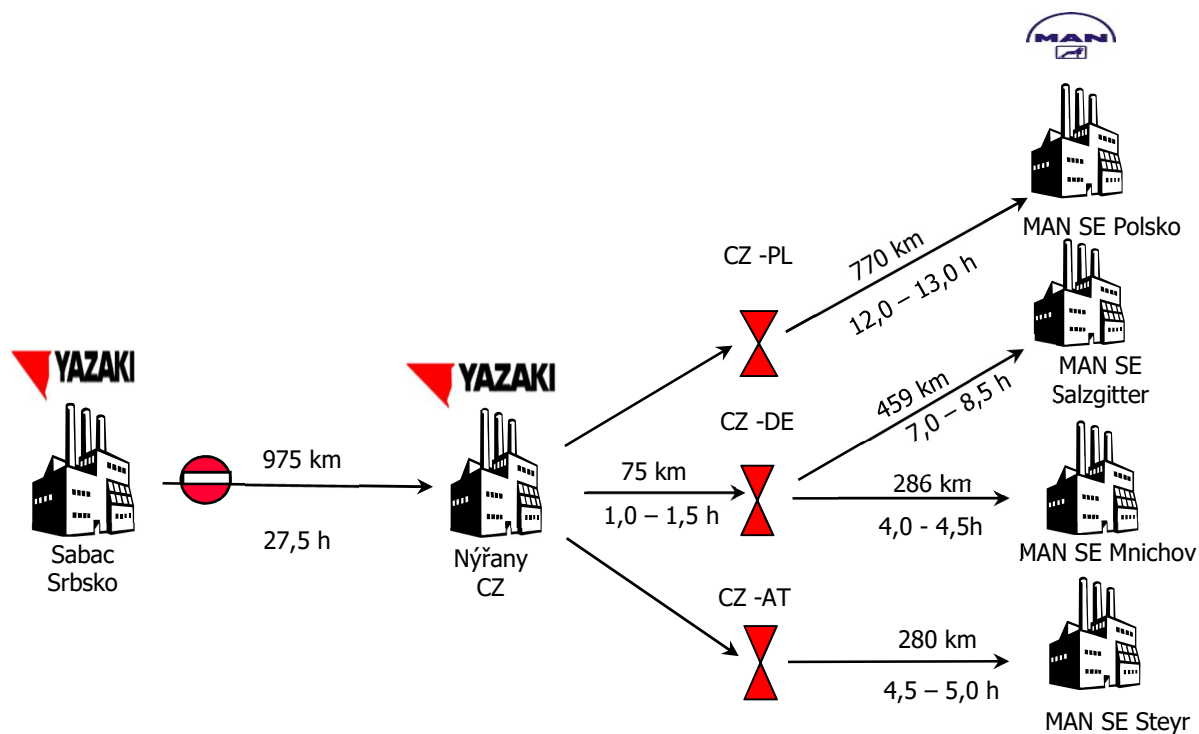 MAN
MAN SE Polsko
CZ -PL
770 km
12,0 – 13,0 h
YAZAKI
Sabac
Srbsko
975 km
27,5 h
YAZAKI
Nýřany
CZ
CZ -DE
75 km
1,0 – 1,5 h
459 km
7,0 – 8,5 h
MAN SE
Salzgitter
286 km
4,0 - 4,5h
MAN SE Mnichov
CZ -AT
280 km
4,5 – 5,0 h
MAN SE Steyr